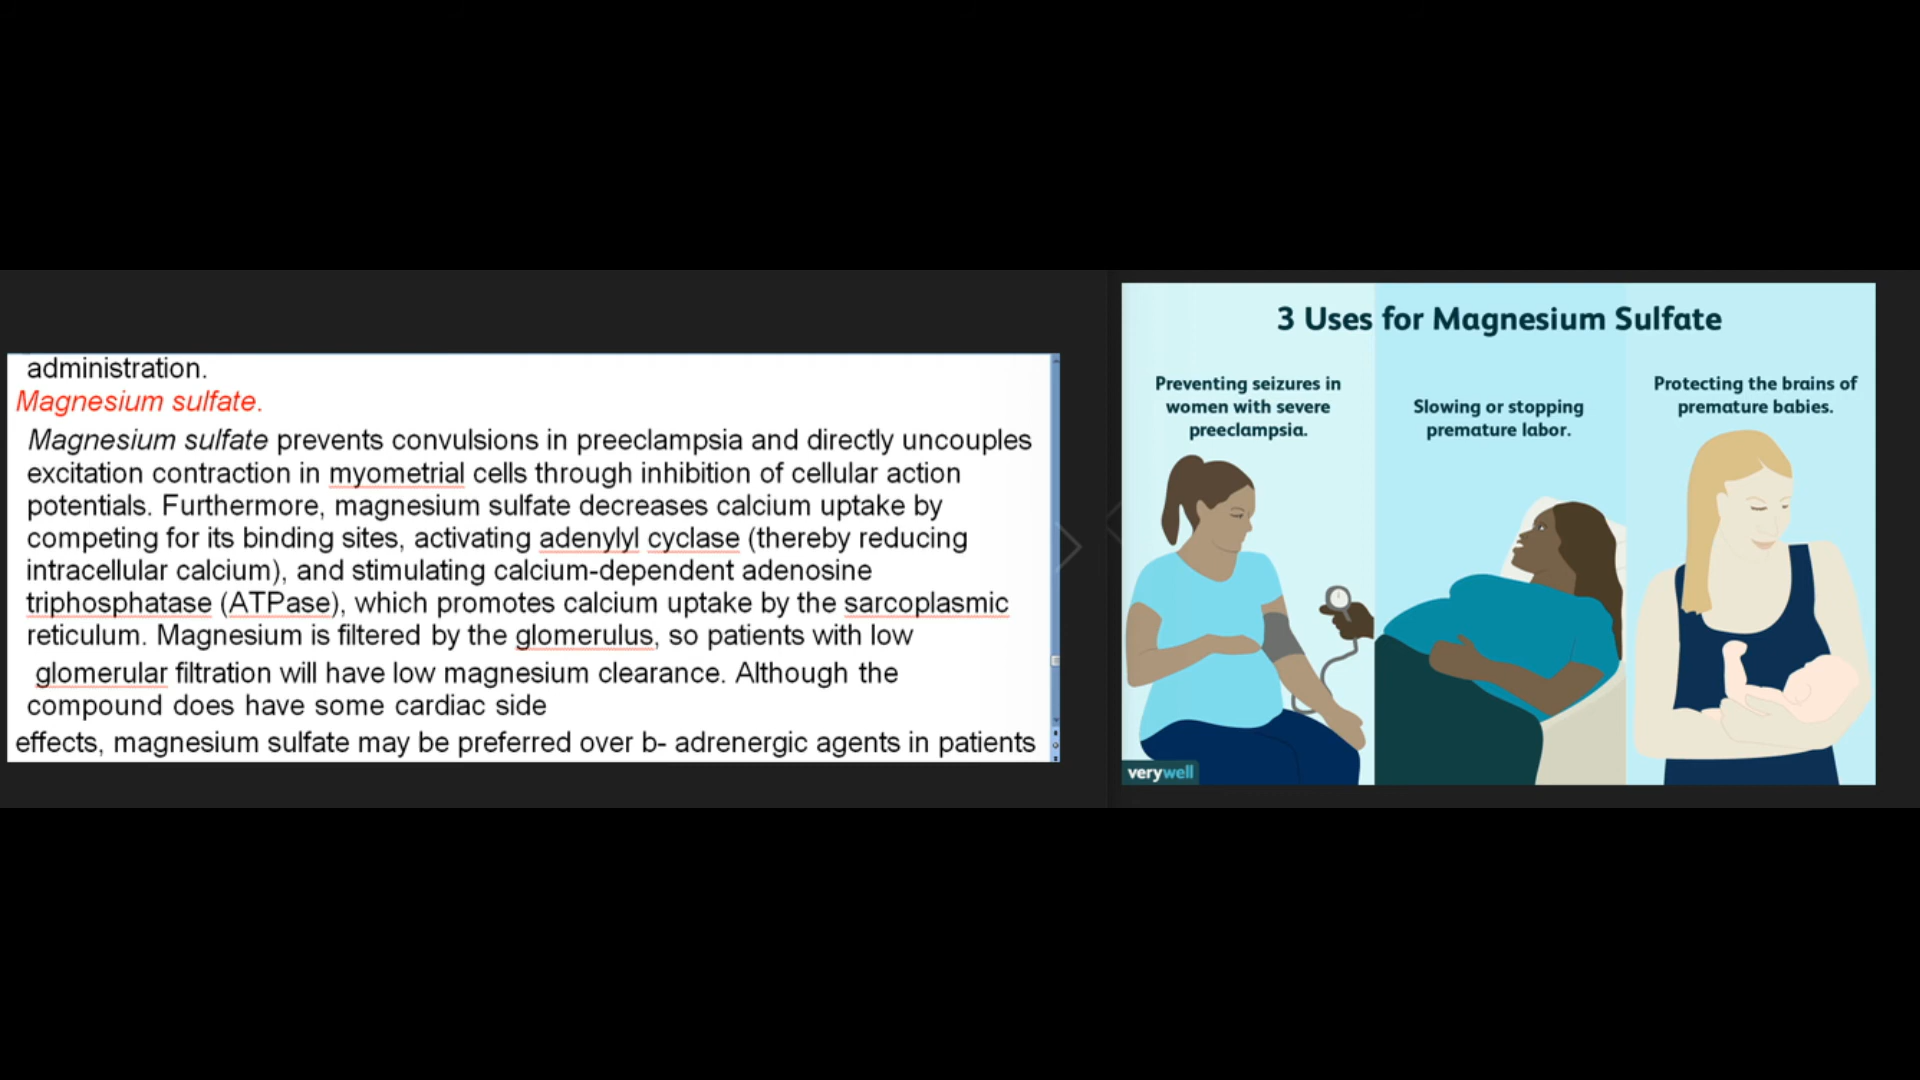 administration.
Magnesium sulfate.
Magnesium sulfate prevents convulsions in preeclampsia and directly uncouples
excitation contraction in myometrial cells through inhibition of cellular action
potentials. Furthermore, magnesium sulfate decreases calcium uptake by
competing for its binding sites, activating adenylyl cyclase (thereby reducing
intracellular calcium), and stimulating calcium-dependent adenosine
triphosphatase (ATPase), which promotes calcium uptake by the sarcoplasmic
reticulum. Magnesium is filtered by the glomerulus, so patients with low
glomerular filtration will have low magnesium clearance. Although the
compound does have some cardiac side
effects, magnesium sulfate may be preferred over b- adrenergic agents in patients
3 Uses for Magnesium Sulfate
Preventing seizures in
women with severe
preeclampsia.
Slowing or stopping
premature labor.
Protecting the brains of
premature babies.
verywell